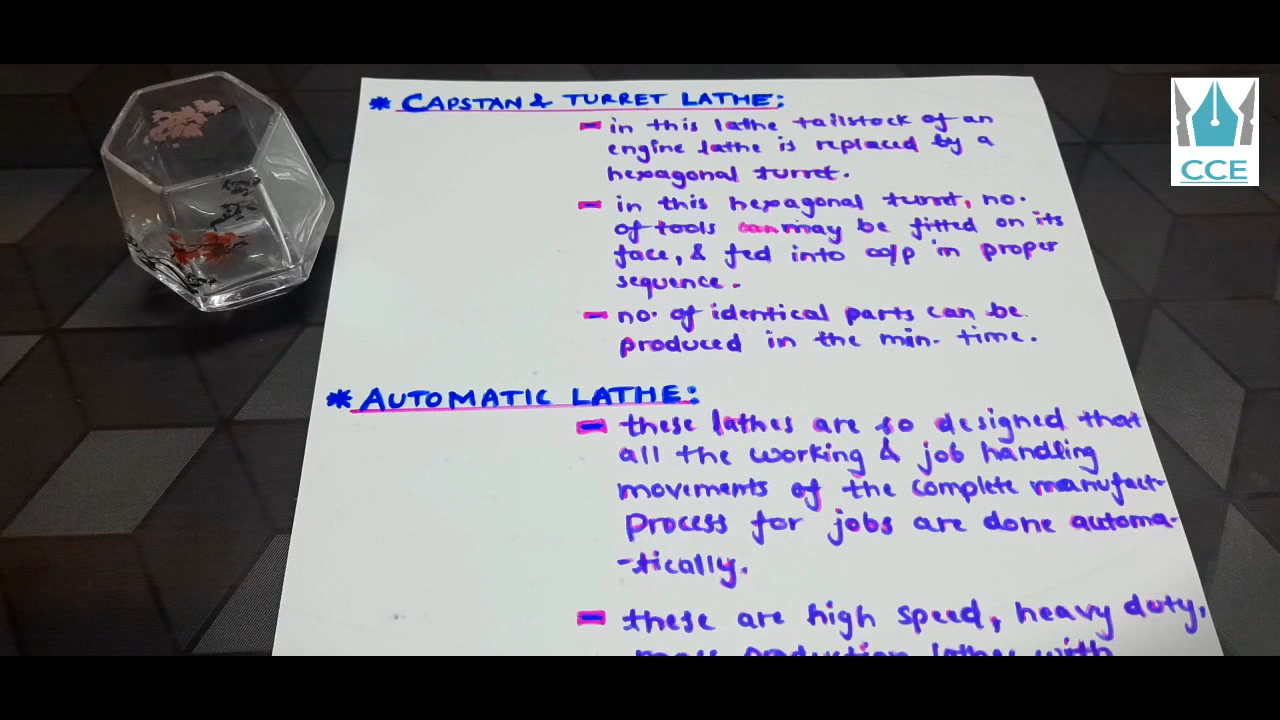 * CAPSTAN & TURRET LATHE:
- in this lathe tailstock of an
engine lathe is replaced by a
hexagonal turret.
- in this hexagonal turret, no.
of tools may be fitted on its
face, & fed into in proper
sequence.
- no. of identical parts can be
produced in the min. time.
* AUTOMATIC LATHE:
- these lathes are so designed that
all the working & job handling
movements of the complete manufact-
process for jobs are done automa-
-tically.
- these are high speed, heavy duty,
mass production lathes with
CCE